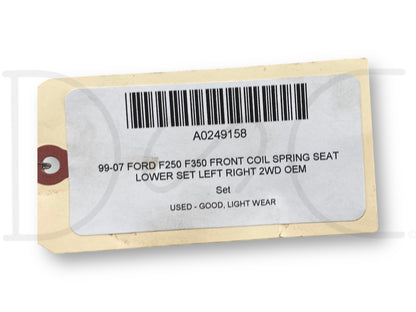 A0249158
99-07 FORD F250 F350 FRONT COIL SPRING SEAT
LOWER SET LEFT RIGHT 2WD OEM
Set
USED - GOOD, LIGHT WEAR